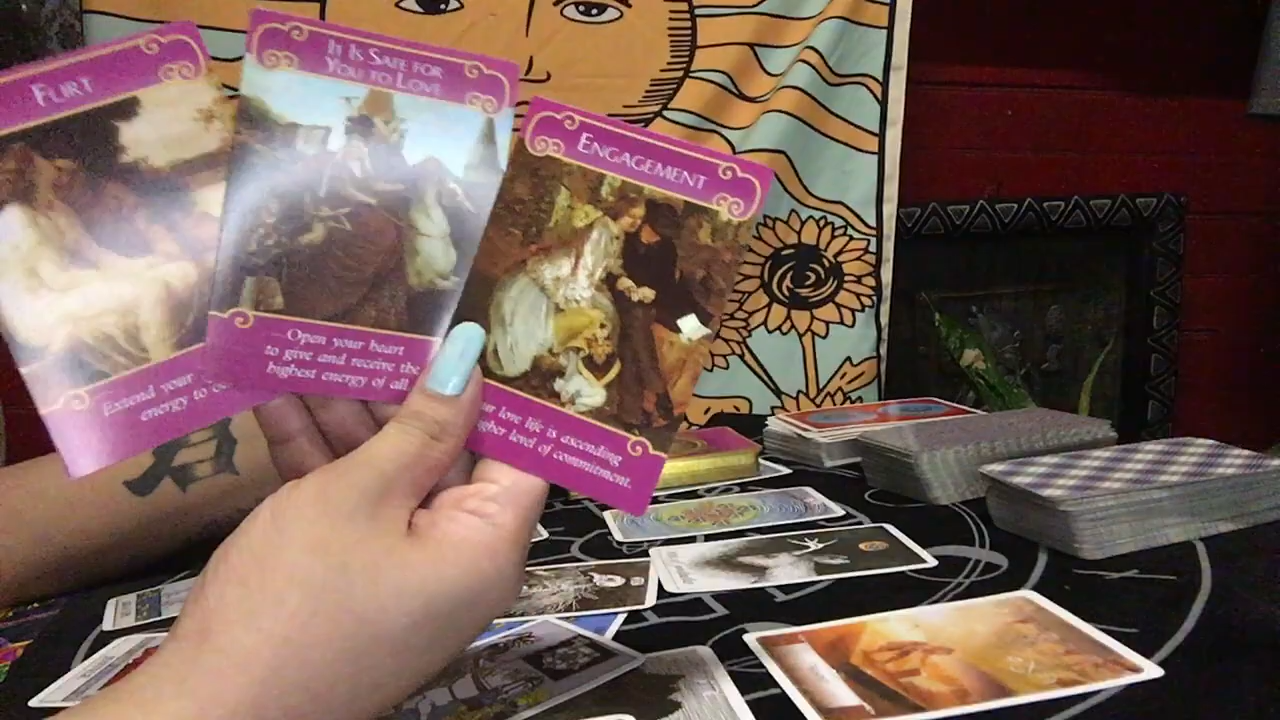 FLIRT
Extend your
energy to
IT IS SAFE FOR
YOU TO LOVE
Open your heart
to give and receive the
highest energy of all.
ENGAGEMENT
love life is ascending
level of commitment.